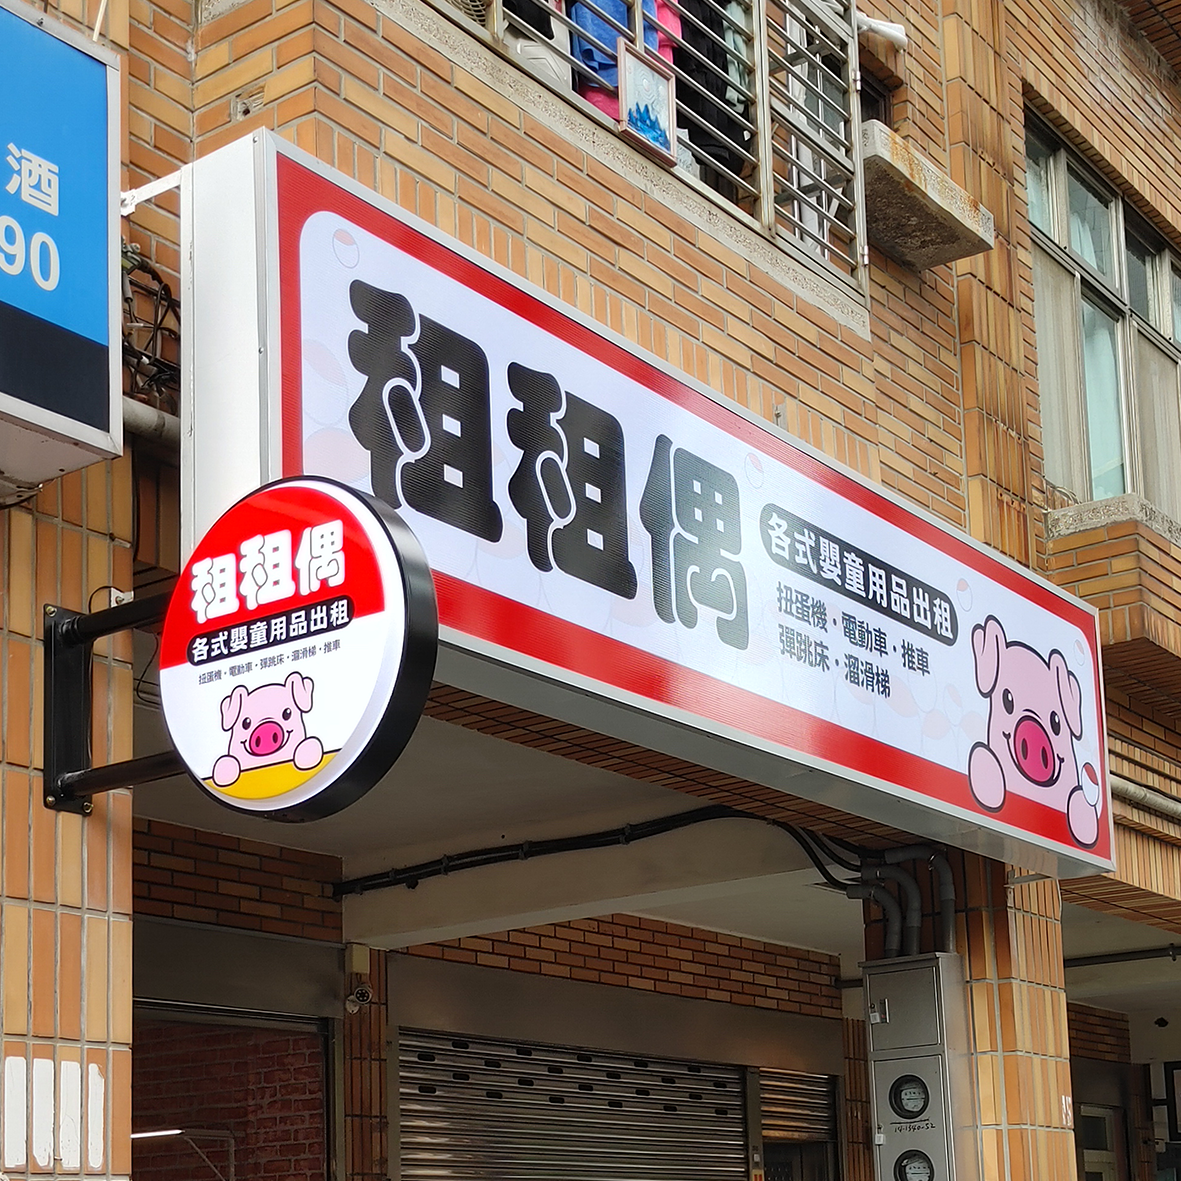 酒
90
租租偶
各式嬰童用品出租
扭蛋機·電動車·推車
彈跳床·溜滑梯
租租偶
各式嬰童用品出租
扭蛋機·電動車·彈跳床·溜滑梯·推車